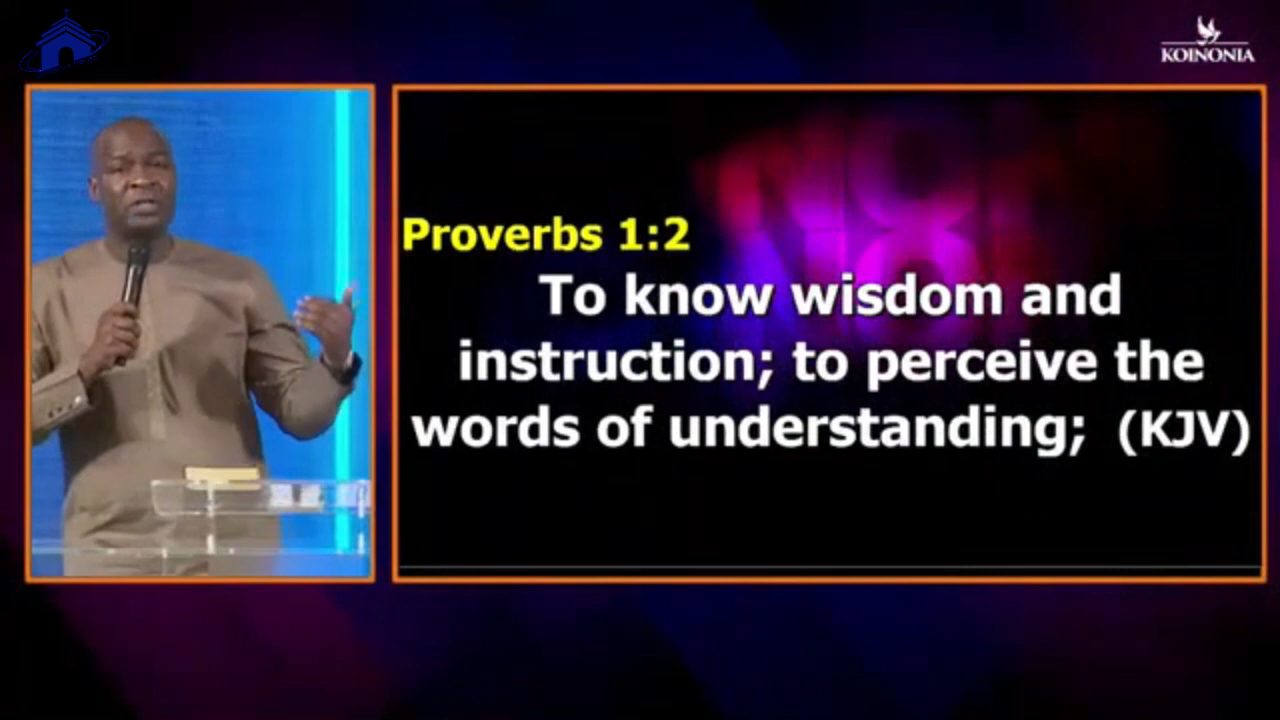 KOINONIA
Proverbs 1:2
To know wisdom and
instruction; to perceive the
words of understanding; (KJV)